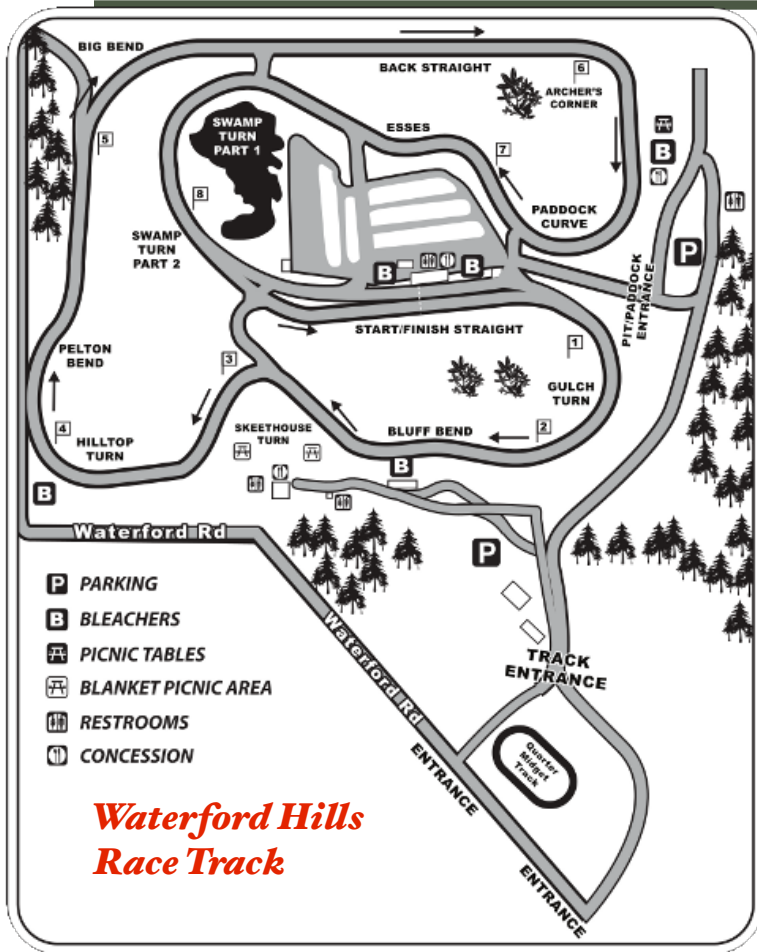 BIG BEND
BACK STRAIGHT
6
ARCHER'S
CORNER
5
SWAMP
TURN
PART 1
ESSES
7
B
8
PADDOCK
CURVE
SWAMP
TURN
PART 2
P
B
B
PIT/PADDOCK
ENTRANCE
START/FINISH STRAIGHT
1
PELTON
BEND
3
GULCH
TURN
4
HILLTOP
TURN
SKEETHOUSE
TURN
BLUFF BEND
2
B
B
Waterford Rd
P
P PARKING
B BLEACHERS
PICNIC TABLES
BLANKET PICNIC AREA
RESTROOMS
CONCESSION
Waterford Rd
TRACK
ENTRANCE
Quarter
Midget
Track
ENTRANCE
ENTRANCE
Waterford Hills
Race Track